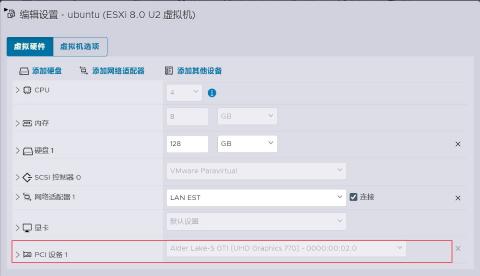 编辑设置 - ubuntu (ESXi 8.0 U2 虚拟机)
虚拟硬件 虚拟机选项
添加硬盘 添加网络适配器 添加其他设备
CPU 4
内存 8 GB
硬盘 1 128 GB
SCSI 控制器 0 VMware Paravirtual
网络适配器 1 LAN EST 连接
显卡 默认设置
PCI 设备 1 Alder Lake-S GT1 [UHD Graphics 770] - 0000:00:02.0